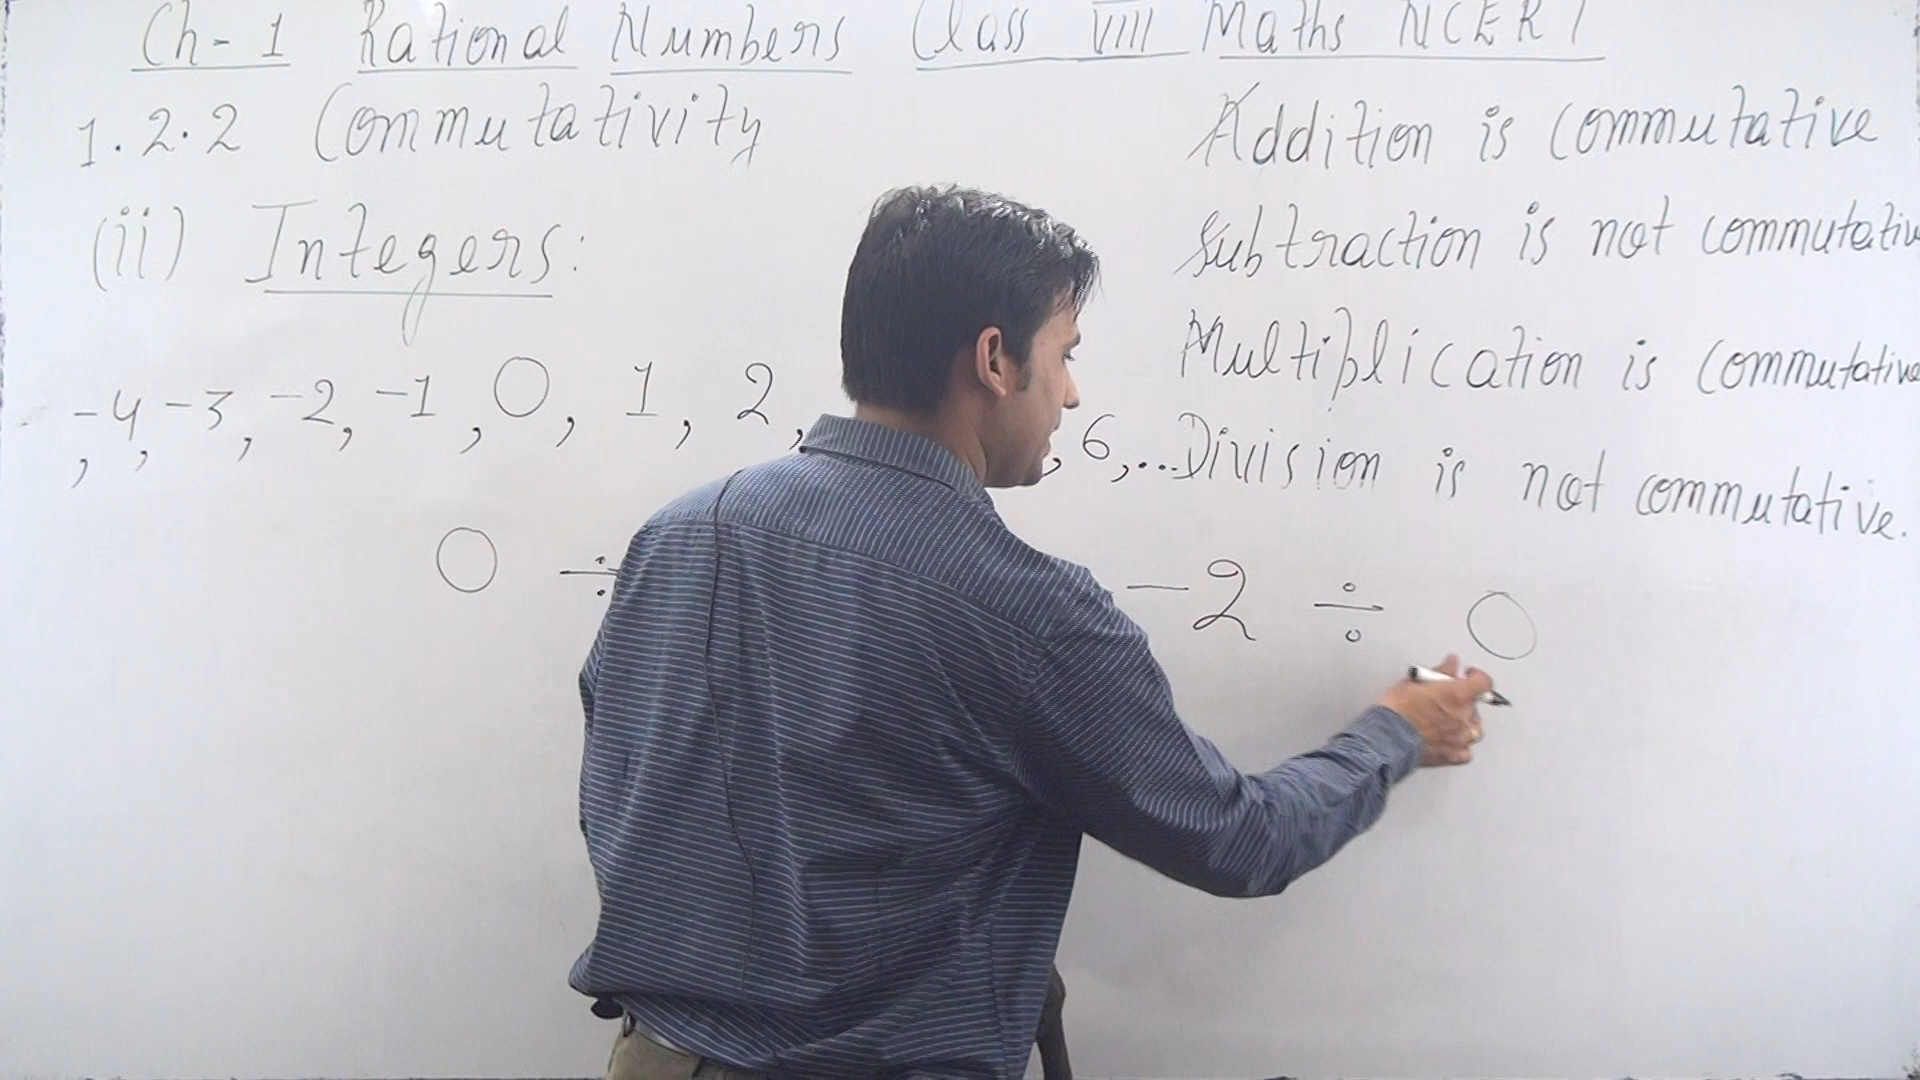 Ch-1 Rational Numbers Class VIII Maths NCERT
1.2.2 Commutativity
(ii) Integers:
, -4, -3, -2, -1, 0, 1, 2, , 6, ...
0 ÷
Addition is commutative
Subtraction is not commutative
Multiplication is commutative
Division is not commutative.
-2 ÷ 0